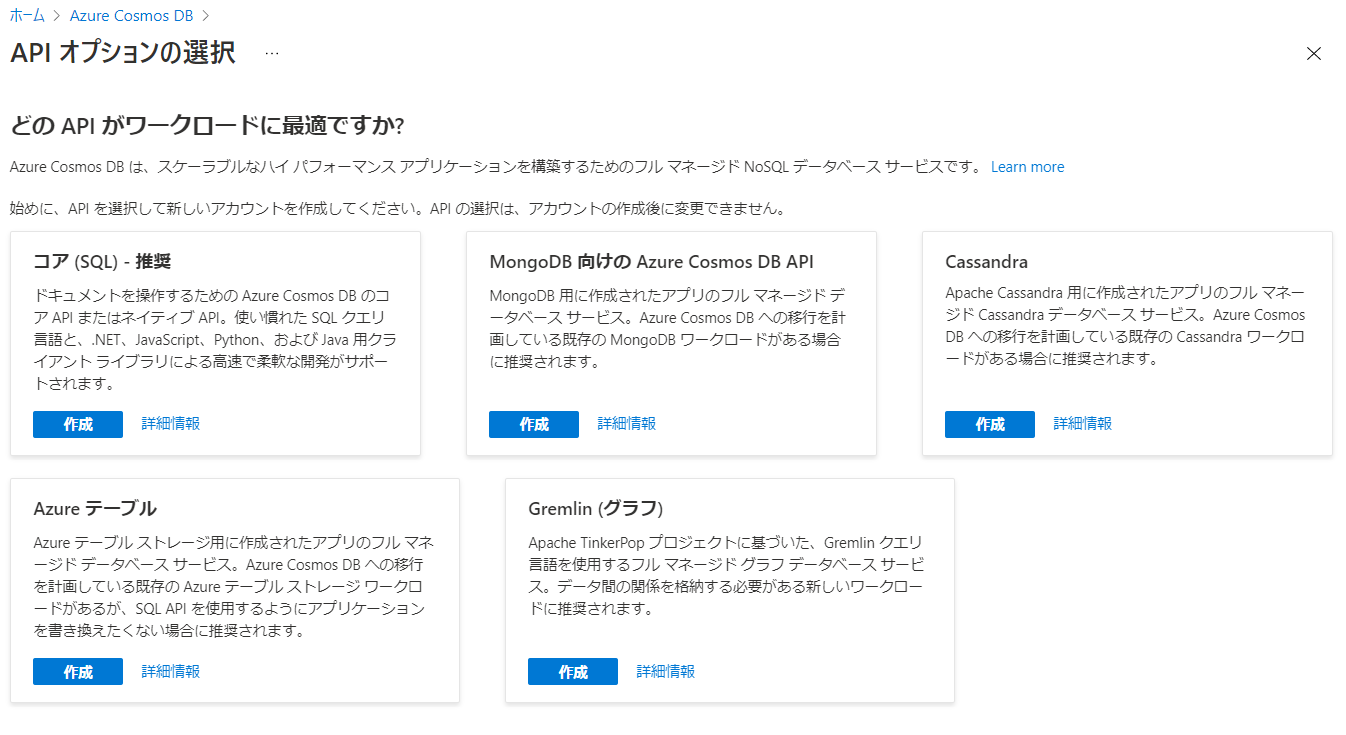 ホーム > Azure Cosmos DB >
API オプションの選択 …
どの API がワークロードに最適ですか?
Azure Cosmos DB は、スケーラブルなハイ パフォーマンス アプリケーションを構築するためのフル マネージド NoSQL データベース サービスです。 Learn more
始めに、API を選択して新しいアカウントを作成してください。API の選択は、アカウントの作成後に変更できません。
コア (SQL) - 推奨
ドキュメントを操作するための Azure Cosmos DB のコ
ア API またはネイティブ API。使い慣れた SQL クエリ
言語と、.NET、JavaScript、Python、および Java 用クラ
イアント ライブラリによる高速で柔軟な開発がサポー
トされます。
作成 詳細情報
MongoDB 向けの Azure Cosmos DB API
MongoDB 用に作成されたアプリのフル マネージド デ
ータベース サービス。Azure Cosmos DB への移行を計
画している既存の MongoDB ワークロードがある場合
に推奨されます。
作成 詳細情報
Cassandra
Apache Cassandra 用に作成されたアプリのフル マネー
ジド Cassandra データベース サービス。Azure Cosmos
DB への移行を計画している既存の Cassandra ワークロ
ードがある場合に推奨されます。
作成 詳細情報
Azure テーブル
Azure テーブル ストレージ用に作成されたアプリのフル マネ
ージド データベース サービス。Azure Cosmos DB への移行
を計画している既存の Azure テーブル ストレージ ワークロ
ードがあるが、SQL API を使用するようにアプリケーション
を書き換えたくない場合に推奨されます。
作成 詳細情報
Gremlin (グラフ)
Apache TinkerPop プロジェクトに基づいた、Gremlin クエリ
言語を使用するフル マネージド グラフ データベース サービ
ス。データ間の関係を格納する必要がある新しいワークロー
ドに推奨されます。
作成 詳細情報